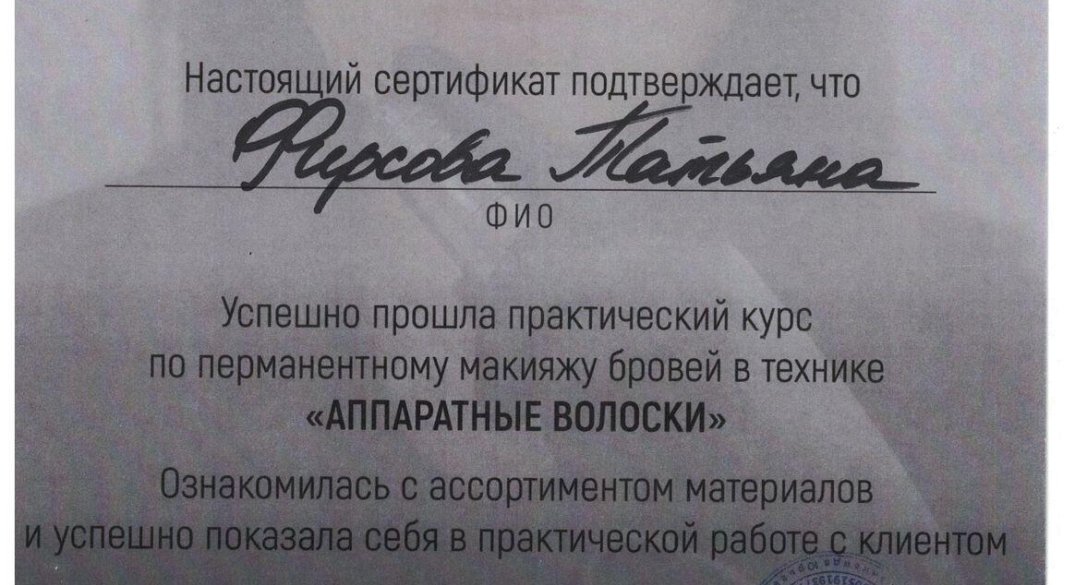 Настоящий сертификат подтверждает, что
Фирсова Татьяна
ФИО
Успешно прошла практический курс
по перманентному макияжу бровей в технике
«АППАРАТНЫЕ ВОЛОСКИ»
Ознакомилась с ассортиментом материалов
и успешно показала себя в практической работе с клиентом